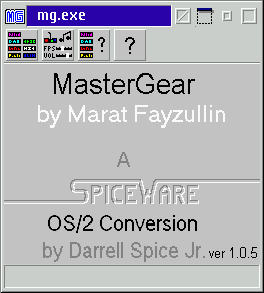 MG mg.exe
FPS
VOL
? ?
MasterGear
by Marat Fayzullin
A
SPICEWARE
OS/2 Conversion
by Darrell Spice Jr. ver 1.0.5